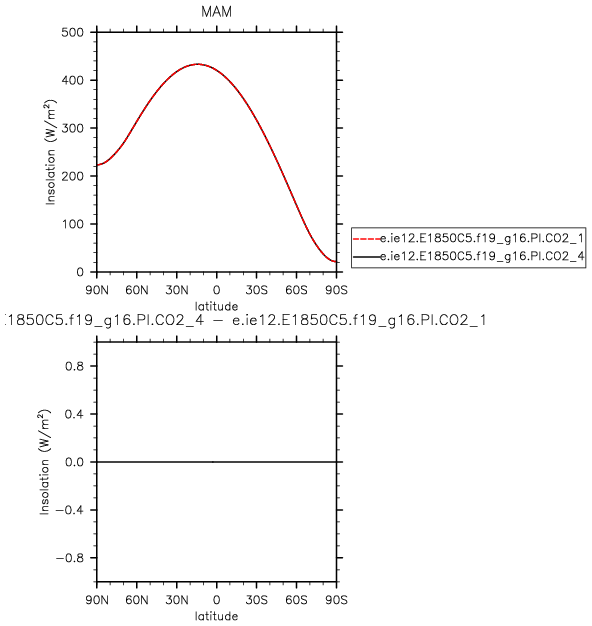 MAM
500
400
300
200
100
0
Insolation (W/m²)
90N 60N 30N 0 30S 60S 90S
latitude
e.ie12.E1850C5.f19_g16.PI.CO2_1
e.ie12.E1850C5.f19_g16.PI.CO2_4
:1850C5.f19_g16.PI.CO2_4 − e.ie12.E1850C5.f19_g16.PI.CO2_1
0.8
0.4
0.0
−0.4
−0.8
Insolation (W/m²)
90N 60N 30N 0 30S 60S 90S
latitude